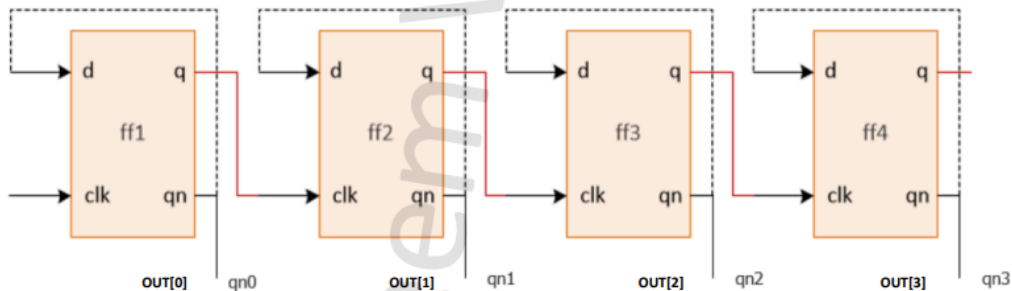 d q d q d q d q
ff1 ff2 ff3 ff4
clk qn clk qn clk qn clk qn
OUT[0] qn0 OUT[1] qn1 OUT[2] qn2 OUT[3] qn3